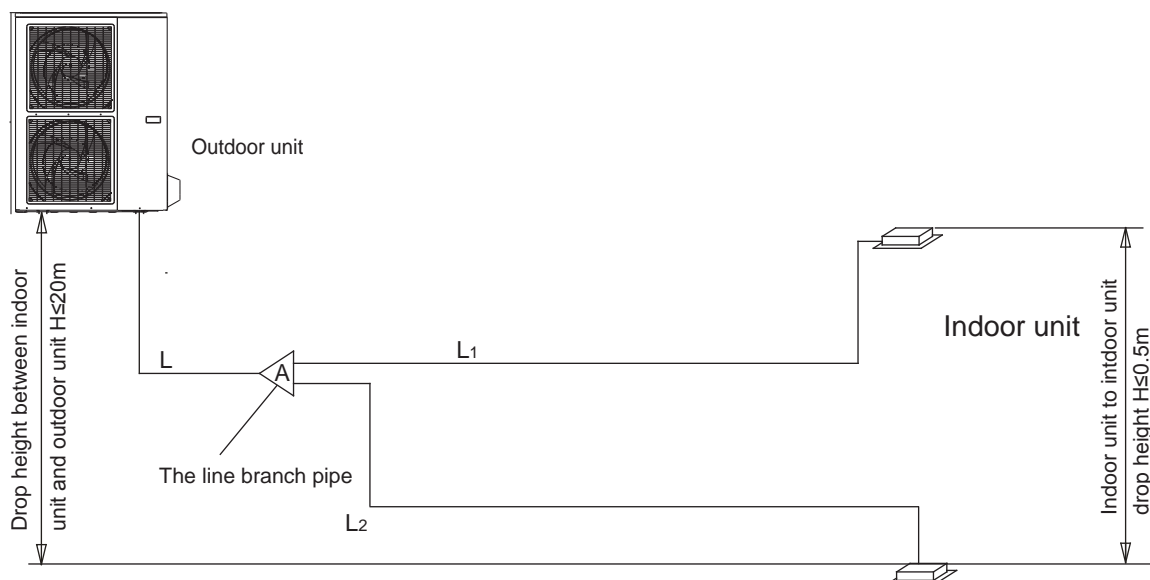 Outdoor unit
Drop height between indoor
unit and outdoor unit H≤20m
L
A
L1
Indoor unit
Indoor unit to intdoor unit
drop height H≤0.5m
The line branch pipe
L2